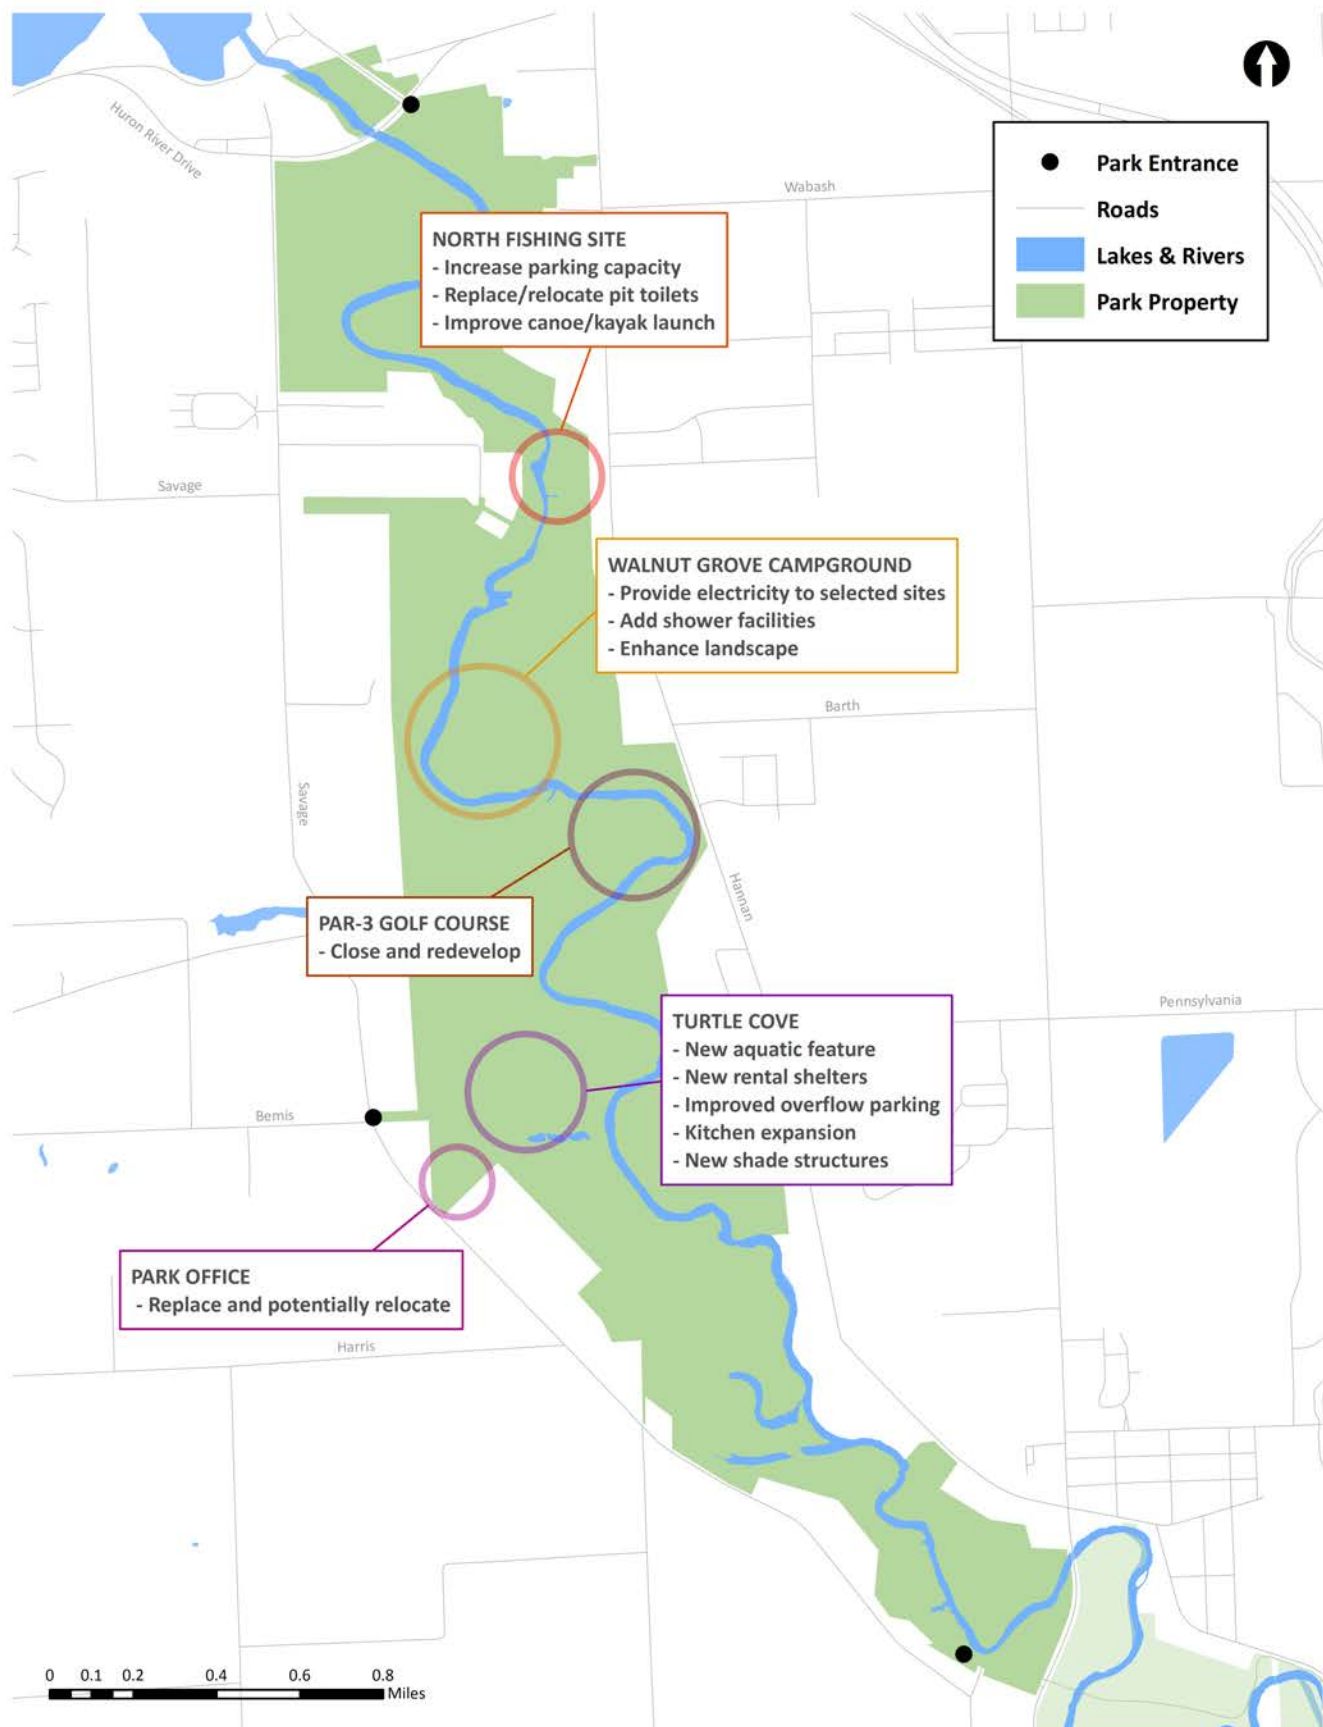 Huron River Drive
Park Entrance
Roads
Lakes & Rivers
Park Property
Wabash
NORTH FISHING SITE
- Increase parking capacity
- Replace/relocate pit toilets
- Improve canoe/kayak launch
Savage
WALNUT GROVE CAMPGROUND
- Provide electricity to selected sites
- Add shower facilities
- Enhance landscape
Barth
Savage
Hannan
PAR-3 GOLF COURSE
- Close and redevelop
Pennsylvania
TURTLE COVE
- New aquatic feature
- New rental shelters
- Improved overflow parking
- Kitchen expansion
- New shade structures
Bemis
PARK OFFICE
- Replace and potentially relocate
Harris
0 0.1 0.2 0.4 0.6 0.8
Miles